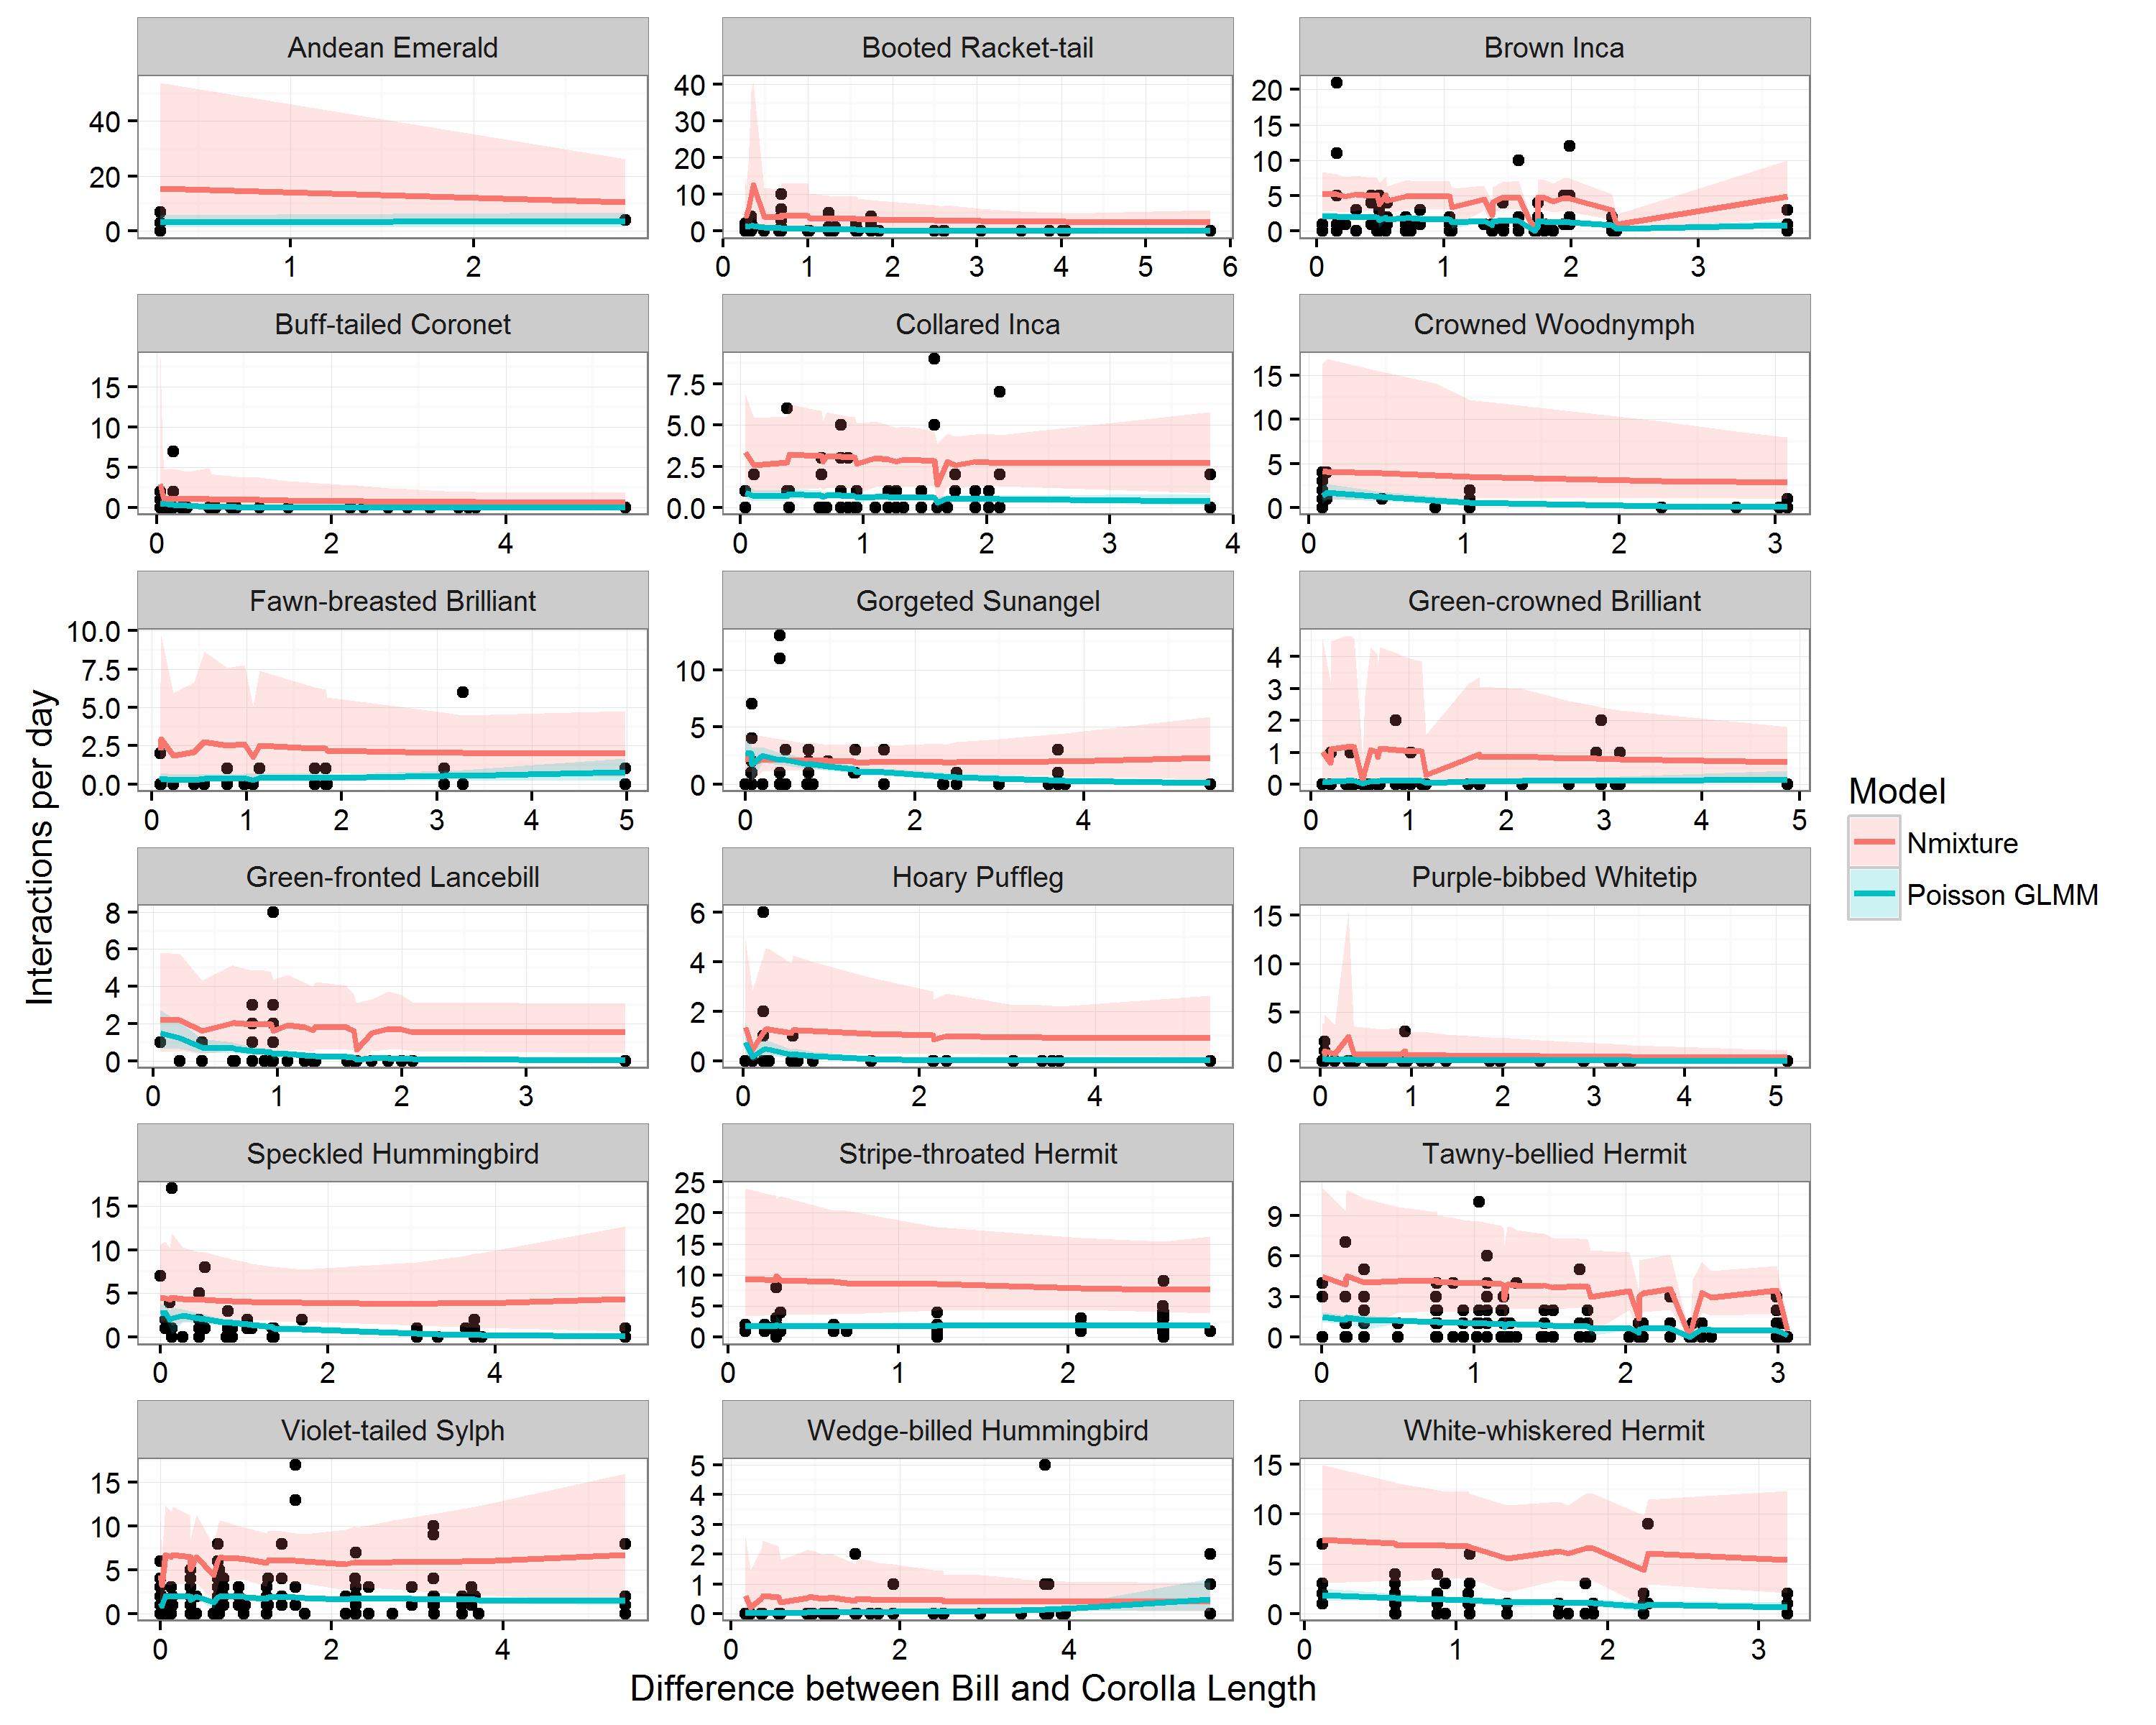 Andean Emerald Booted Racket-tail Brown Inca
40
20
0
1 2
40
30
20
10
0
0 1 2 3 4 5 6
20
15
10
5
0
0 1 2 3
Buff-tailed Coronet Collared Inca Crowned Woodnymph
15
10
5
0
0 2 4
7.5
5.0
2.5
0.0
0 1 2 3 4
15
10
5
0
0 1 2 3
Fawn-breasted Brilliant Gorgeted Sunangel Green-crowned Brilliant
10.0
7.5
5.0
2.5
0.0
0 1 2 3 4 5
10
5
0
0 2 4
4
3
2
1
0
0 1 2 3 4 5
Green-fronted Lancebill Hoary Puffleg Purple-bibbed Whitetip
8
6
4
2
0
0 1 2 3
6
4
2
0
0 2 4
15
10
5
0
0 1 2 3 4 5
Speckled Hummingbird Stripe-throated Hermit Tawny-bellied Hermit
15
10
5
0
0 2 4
25
20
15
10
5
0
0 1 2
9
6
3
0
0 1 2 3
Violet-tailed Sylph Wedge-billed Hummingbird White-whiskered Hermit
15
10
5
0
0 2 4
5
4
3
2
1
0
0 2 4
15
10
5
0
0 1 2 3
Interactions per day
Difference between Bill and Corolla Length
Model
Nmixture
Poisson GLMM